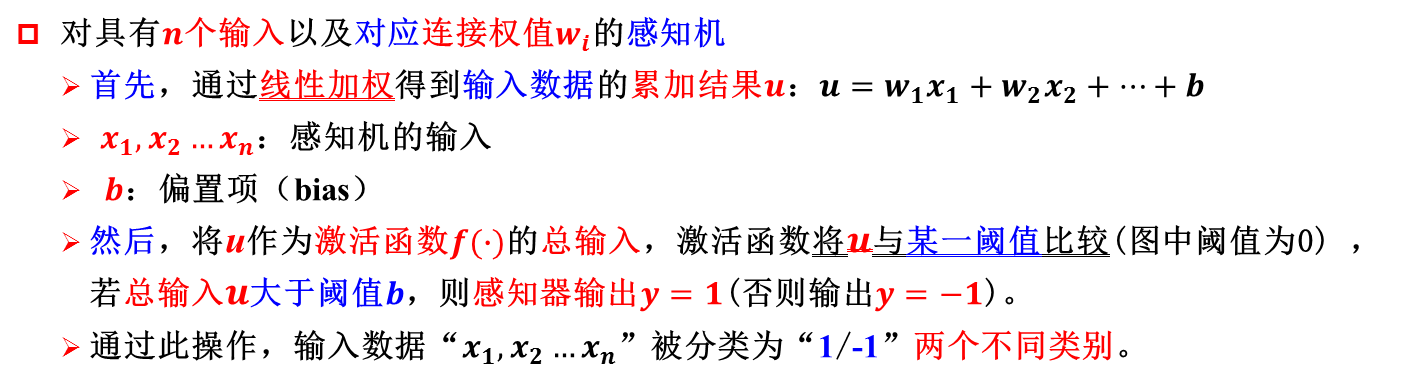 对具有n个输入以及对应连接权值wᵢ的感知机
首先，通过线性加权得到输入数据的累加结果u：u = w₁x₁ + w₂x₂ + ⋯ + b
x₁, x₂ … xₙ：感知机的输入
b：偏置项（bias）
然后，将u作为激活函数f(·)的总输入，激活函数将u与某一阈值比较(图中阈值为0)，
若总输入u大于阈值b，则感知器输出y = 1(否则输出y = −1)。
通过此操作，输入数据“x₁, x₂ … xₙ”被分类为“1/-1”两个不同类别。